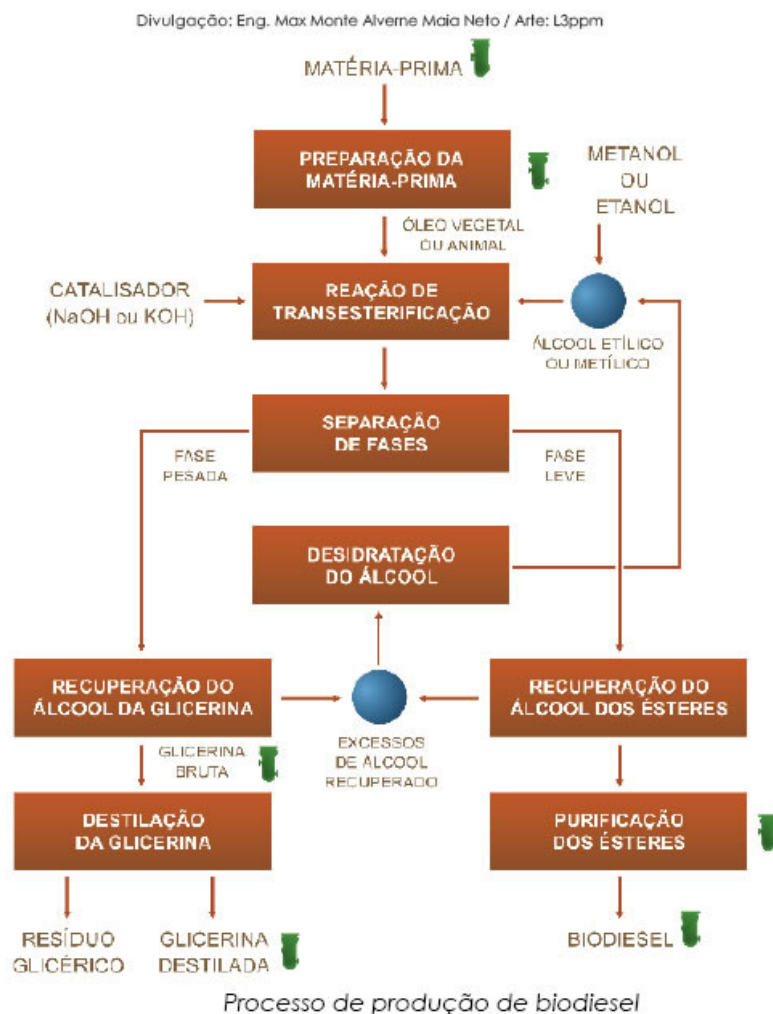 Divulgação: Eng. Max Monte Alverne Maia Neto / Arte: L3ppm
MATÉRIA-PRIMA
PREPARAÇÃO DA
MATÉRIA-PRIMA
METANOL
OU
ETANOL
ÓLEO VEGETAL
OU ANIMAL
CATALISADOR
(NaOH ou KOH)
REAÇÃO DE
TRANSESTERIFICAÇÃO
ÁLCOOL ETÍLICO
OU METÍLICO
SEPARAÇÃO
DE FASES
FASE
PESADA
FASE
LEVE
DESIDRATAÇÃO
DO ÁLCOOL
RECUPERAÇÃO DO
ÁLCOOL DA GLICERINA
EXCESSOS
DE ÁLCOOL
RECUPERADO
RECUPERAÇÃO DO
ÁLCOOL DOS ÉSTERES
GLICERINA
BRUTA
DESTILAÇÃO
DA GLICERINA
PURIFICAÇÃO
DOS ÉSTERES
RESÍDUO
GLICÉRICO
GLICERINA
DESTILADA
BIODIESEL
Processo de produção de biodiesel